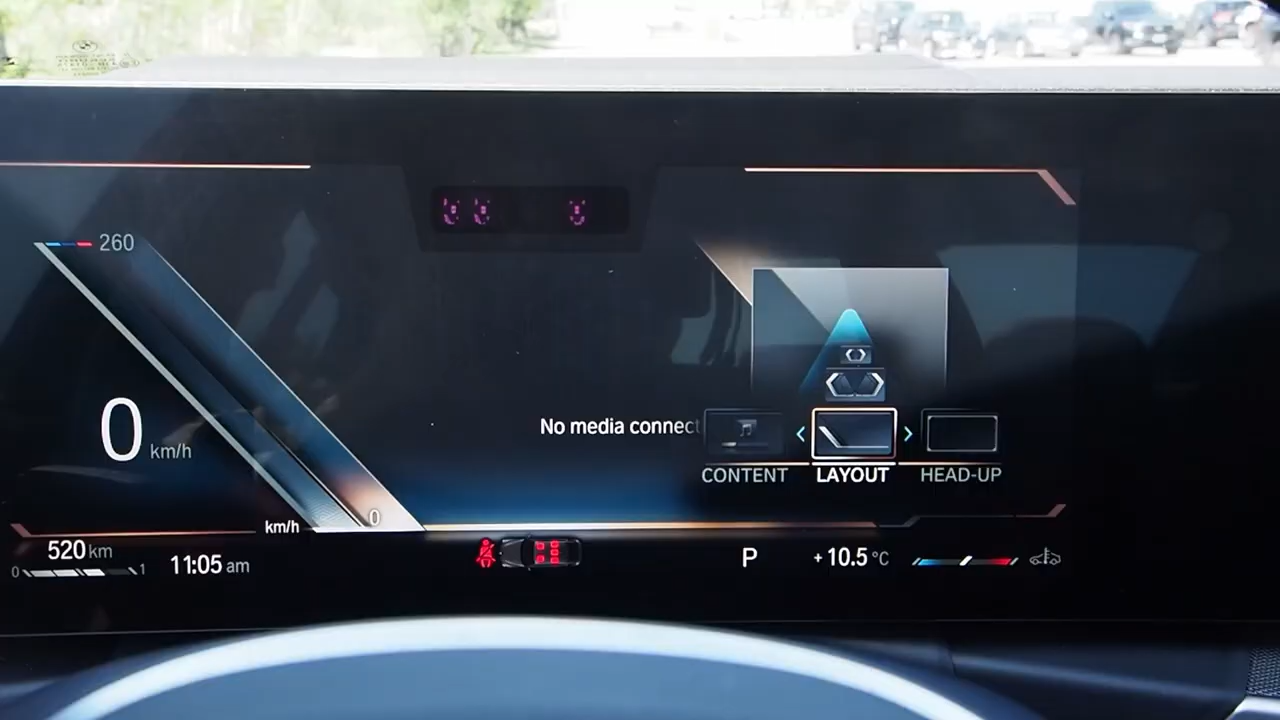 260
0
km/h
No media connect
CONTENT
LAYOUT
HEAD-UP
0
km/h
520 km
0
1
11:05 am
P
+10.5 °C